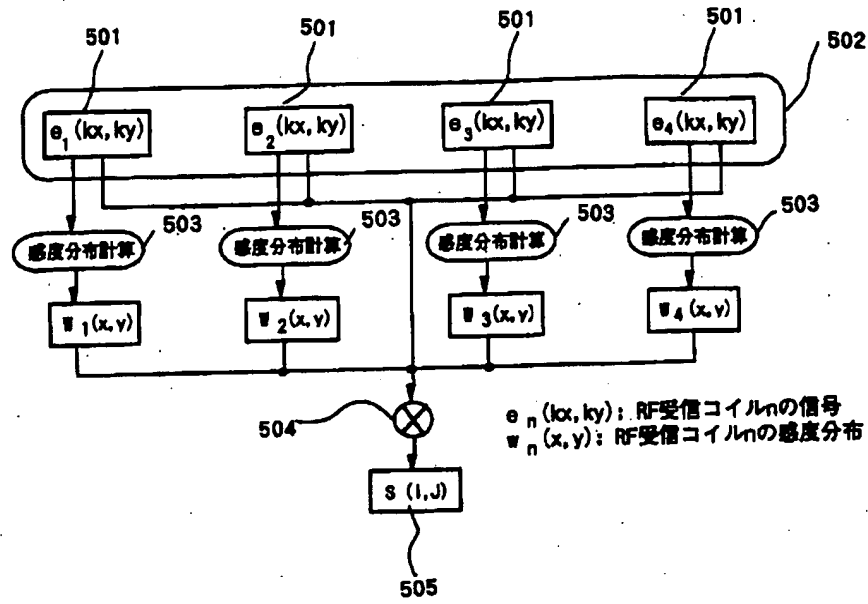 501
501
501
501
502
e₁(kx,ky)
e₂(kx,ky)
e₃(kx,ky)
e₄(kx,ky)
503
503
503
503
感度分布計算
感度分布計算
感度分布計算
感度分布計算
W₁(x,y)
W₂(x,y)
W₃(x,y)
W₄(x,y)
504
eₙ(kx,ky); RF受信コイルnの信号
wₙ(x,y); RF受信コイルnの感度分布
S (I,J)
505